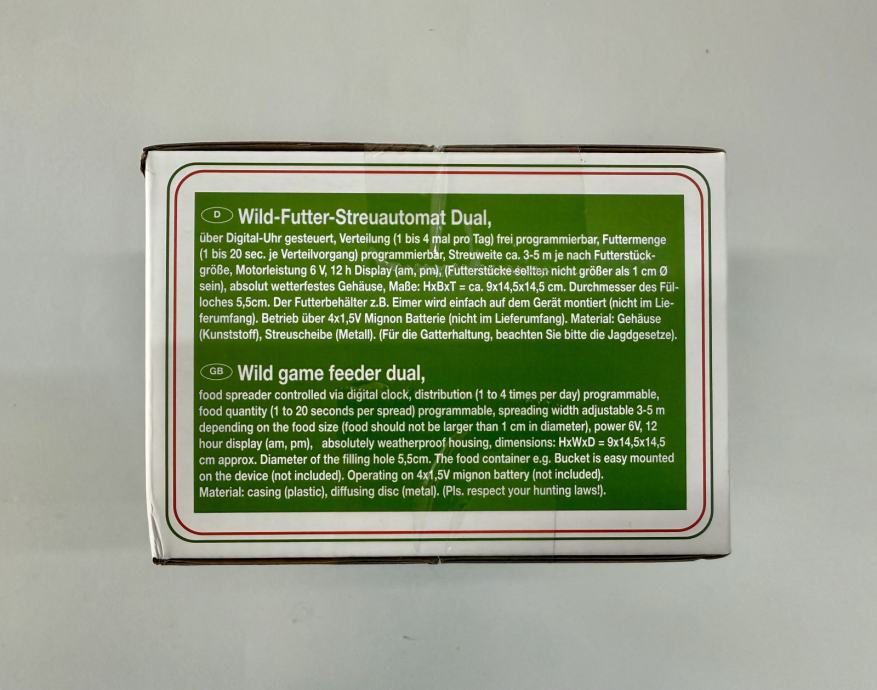 D Wild-Futter-Streuautomat Dual,
über Digital-Uhr gesteuert, Verteilung (1 bis 4 mal pro Tag) frei programmierbar, Futtermenge
(1 bis 20 sec. je Verteilvorgang) programmierbar, Streuweite ca. 3-5 m je nach Futterstück-
größe, Motorleistung 6 V, 12 h Display (am, pm), (Futterstücke sollten nicht größer als 1 cm Ø
sein), absolut wetterfestes Gehäuse, Maße: HxBxT = ca. 9x14,5x14,5 cm. Durchmesser des Fül-
loches 5,5cm. Der Futterbehälter z.B. Eimer wird einfach auf dem Gerät montiert (nicht im Lie-
ferumfang). Betrieb über 4x1,5V Mignon Batterie (nicht im Lieferumfang). Material: Gehäuse
(Kunststoff), Streuscheibe (Metall). (Für die Gatterhaltung, beachten Sie bitte die Jagdgesetze).
GB Wild game feeder dual,
food spreader controlled via digital clock, distribution (1 to 4 times per day) programmable,
food quantity (1 to 20 seconds per spread) programmable, spreading width adjustable 3-5 m
depending on the food size (food should not be larger than 1 cm in diameter), power 6V, 12
hour display (am, pm), absolutely weatherproof housing, dimensions: HxWxD = 9x14,5x14,5
cm approx. Diameter of the filling hole 5,5cm. The food container e.g. Bucket is easy mounted
on the device (not included). Operating on 4x1,5V mignon battery (not included).
Material: casing (plastic), diffusing disc (metal). (Pls. respect your hunting laws!).